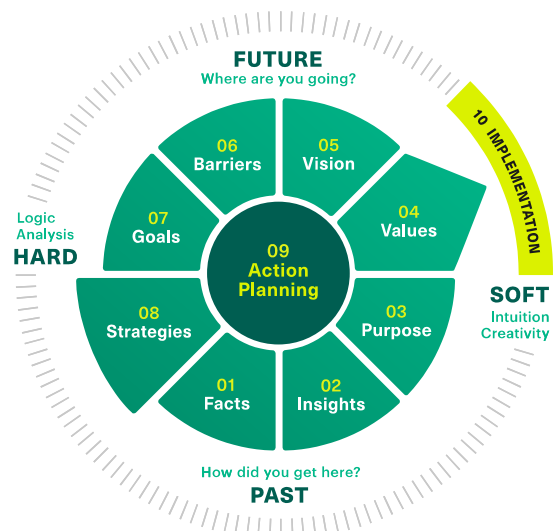 FUTURE
Where are you going?
10 IMPLEMENTATION
06
Barriers
05
Vision
07
Goals
04
Values
Logic
Analysis
HARD
09
Action
Planning
SOFT
Intuition
Creativity
08
Strategies
03
Purpose
01
Facts
02
Insights
How did you get here?
PAST